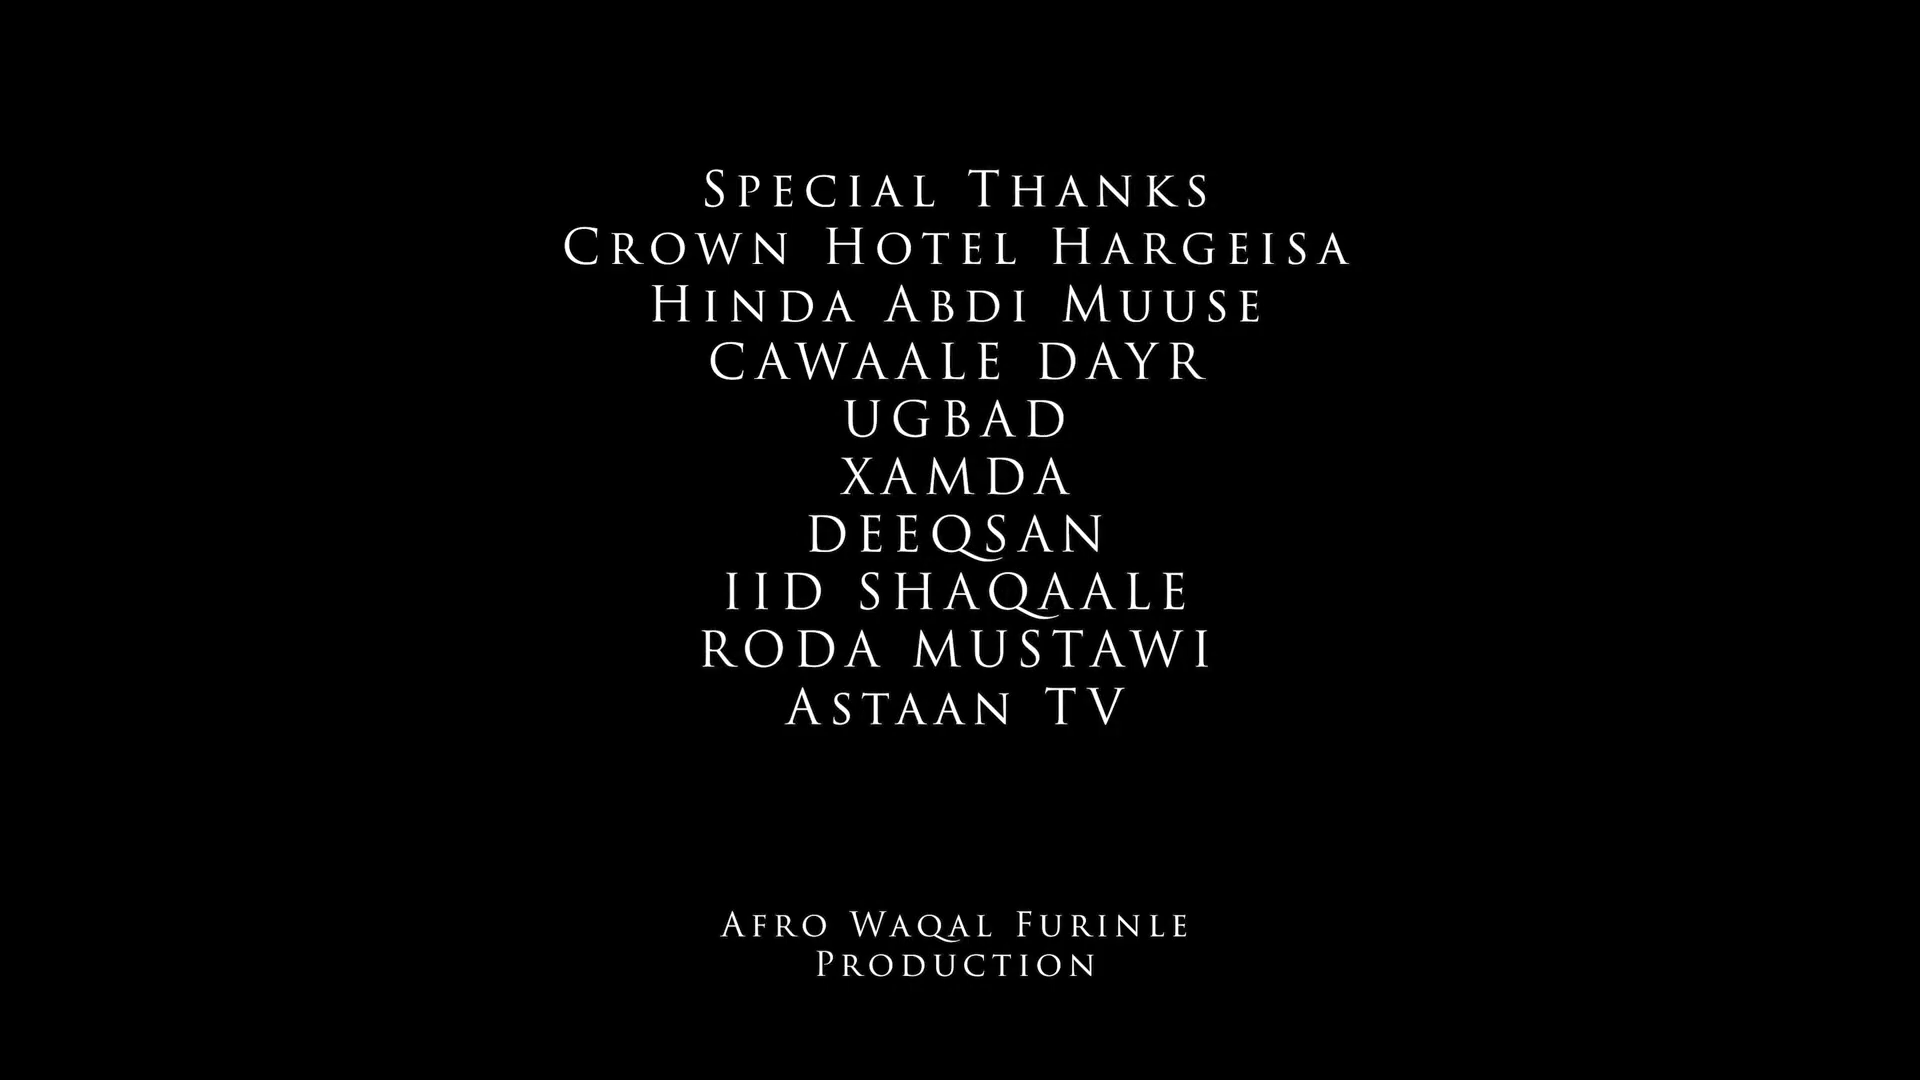 Special Thanks
Crown Hotel Hargeisa
Hinda Abdi Muuse
CAWAALE DAYR
UGBAD
XAMDA
DEEQSAN
IID SHAQAALE
RODA MUSTAWI
Astaan TV
Afro Waqal Furinle
Production